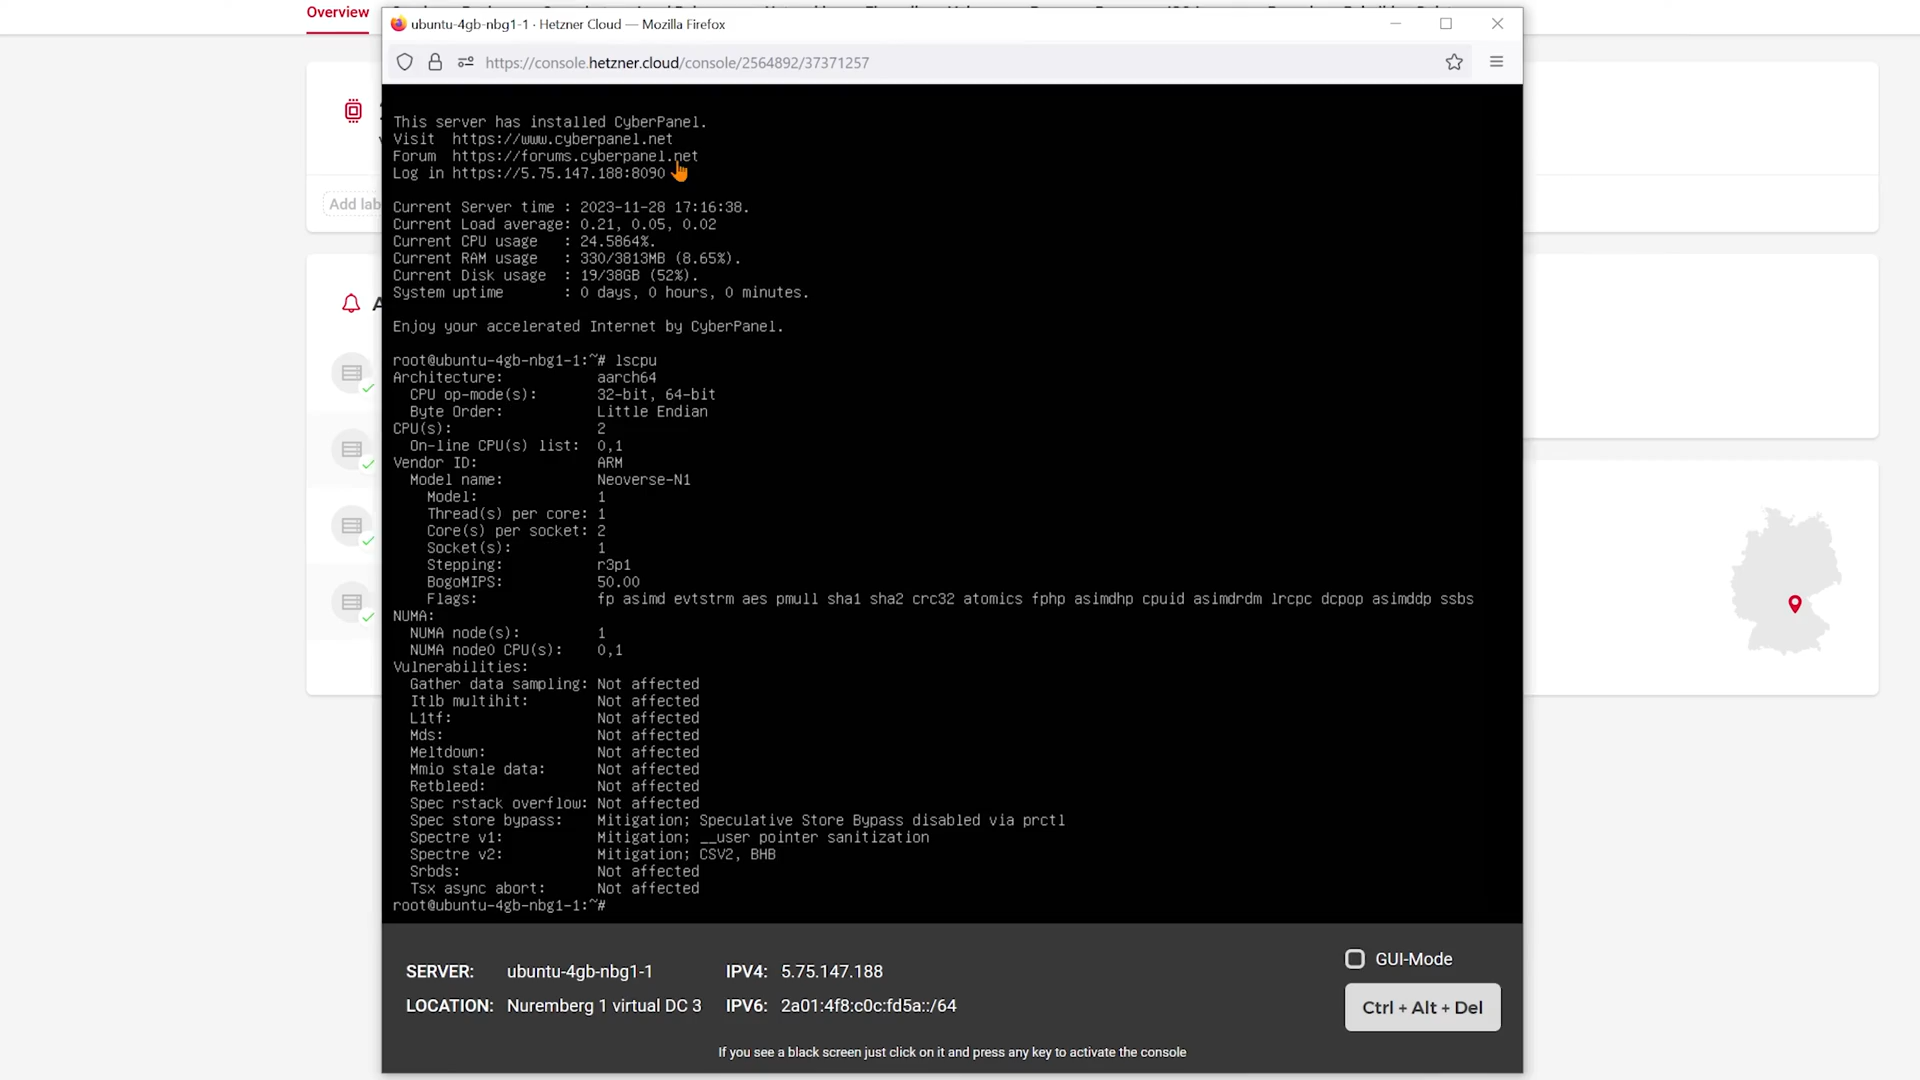 Overview
ubuntu-4gb-nbg1-1 · Hetzner Cloud — Mozilla Firefox
https://console.hetzner.cloud/console/2564892/37371257
This server has installed CyberPanel.
Visit https://www.cyberpanel.net
Forum https://forums.cyberpanel.net
Log in https://5.75.147.188:8090
Add lab
Current Server time : 2023-11-28 17:16:38.
Current Load average: 0.21, 0.05, 0.02
Current CPU usage : 24.5864%.
Current RAM usage : 330/3813MB (8.65%).
Current Disk usage : 19/38GB (52%).
System uptime : 0 days, 0 hours, 0 minutes.
Enjoy your accelerated Internet by CyberPanel.
root@ubuntu-4gb-nbg1-1:~# lscpu
Architecture: aarch64
CPU op-mode(s): 32-bit, 64-bit
Byte Order: Little Endian
CPU(s): 2
On-line CPU(s) list: 0,1
Vendor ID: ARM
Model name: Neoverse-N1
Model: 1
Thread(s) per core: 1
Core(s) per socket: 2
Socket(s): 1
Stepping: r3p1
BogoMIPS: 50.00
Flags: fp asimd evtstrm aes pmull sha1 sha2 crc32 atomics fphp asimdhp cpuid asimdrdm lrcpc dcpop asimddp ssbs
NUMA:
NUMA node(s): 1
NUMA node0 CPU(s): 0,1
Vulnerabilities:
Gather data sampling: Not affected
Itlb multihit: Not affected
L1tf: Not affected
Mds: Not affected
Meltdown: Not affected
Mmio stale data: Not affected
Retbleed: Not affected
Spec rstack overflow: Not affected
Spec store bypass: Mitigation; Speculative Store Bypass disabled via prctl
Spectre v1: Mitigation; __user pointer sanitization
Spectre v2: Mitigation; CSV2, BHB
Srbds: Not affected
Tsx async abort: Not affected
root@ubuntu-4gb-nbg1-1:~#
SERVER: ubuntu-4gb-nbg1-1 IPV4: 5.75.147.188
LOCATION: Nuremberg 1 virtual DC 3 IPV6: 2a01:4f8:c0c:fd5a::/64
GUI-Mode
Ctrl + Alt + Del
If you see a black screen just click on it and press any key to activate the console